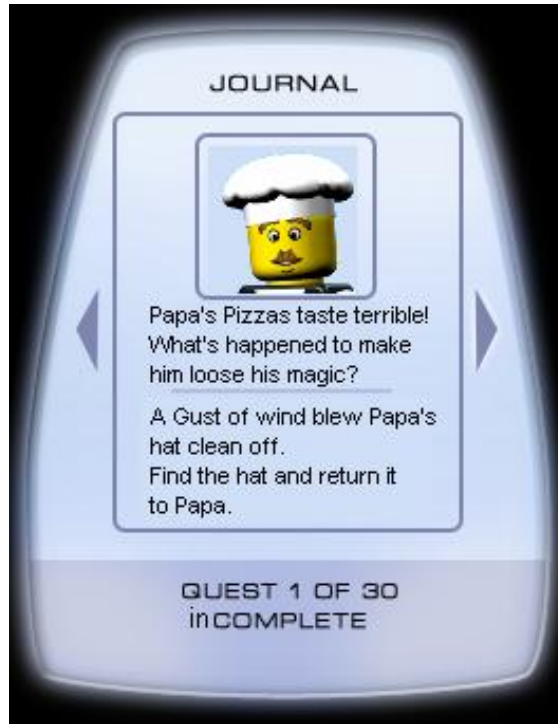 JOURNAL
Papa's Pizzas taste terrible!
What's happened to make
him loose his magic?
A Gust of wind blew Papa's
hat clean off.
Find the hat and return it
to Papa.
QUEST 1 OF 30
inCOMPLETE